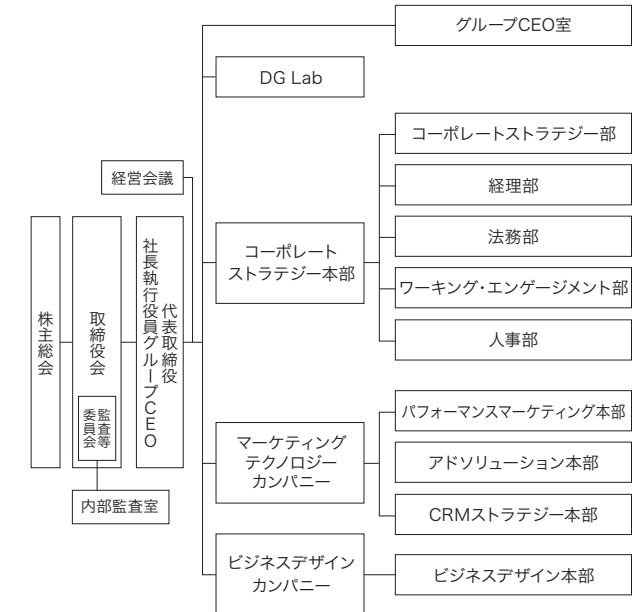 株主総会
取締役会
監査等
委員会
内部監査室
代表取締役
社長執行役員グループCEO
経営会議
グループCEO室
DG Lab
コーポレート
ストラテジー本部
コーポレートストラテジー部
経理部
法務部
ワーキング・エンゲージメント部
人事部
マーケティング
テクノロジー
カンパニー
パフォーマンスマーケティング本部
アドソリューション本部
CRMストラテジー本部
ビジネスデザイン
カンパニー
ビジネスデザイン本部